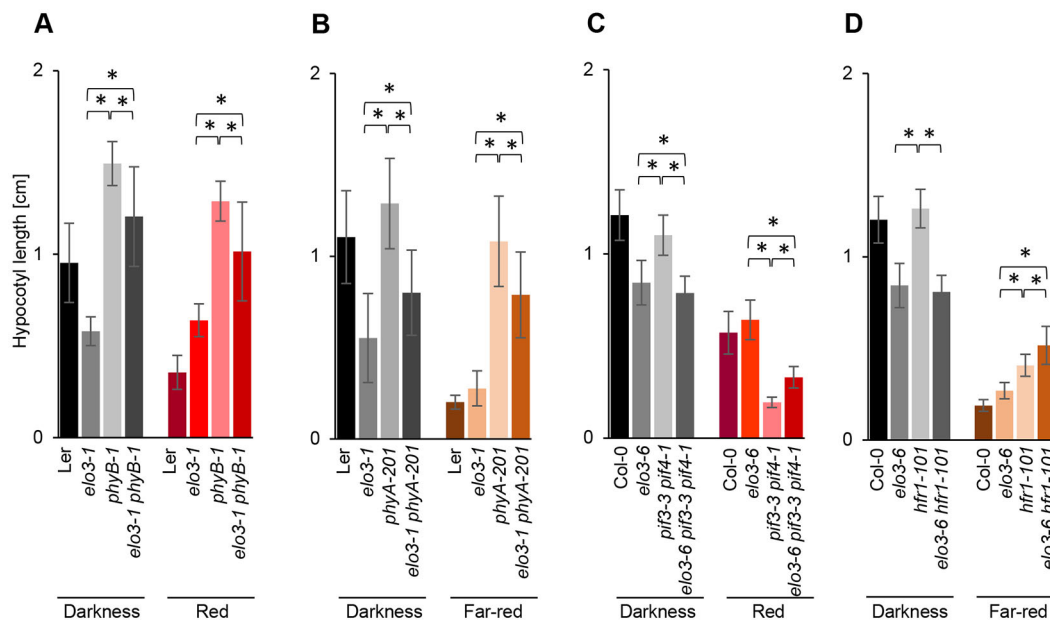 A
B
C
D
Hypocotyl length [cm]
2
1
0
* * *
* * *
Ler
elo3-1
phyB-1
elo3-1 phyB-1
Ler
elo3-1
phyB-1
elo3-1 phyB-1
Darkness
Red
2
1
0
* * *
* * *
Ler
elo3-1
phyA-201
elo3-1 phyA-201
Ler
elo3-1
phyA-201
elo3-1 phyA-201
Darkness
Far-red
2
1
0
* * *
* * *
Col-0
elo3-6
pif3-3 pif4-1
elo3-6 pif3-3 pif4-1
Col-0
elo3-6
pif3-3 pif4-1
elo3-6 pif3-3 pif4-1
Darkness
Red
2
1
0
* *
* * *
Col-0
elo3-6
hfr1-101
elo3-6 hfr1-101
Col-0
elo3-6
hfr1-101
elo3-6 hfr1-101
Darkness
Far-red